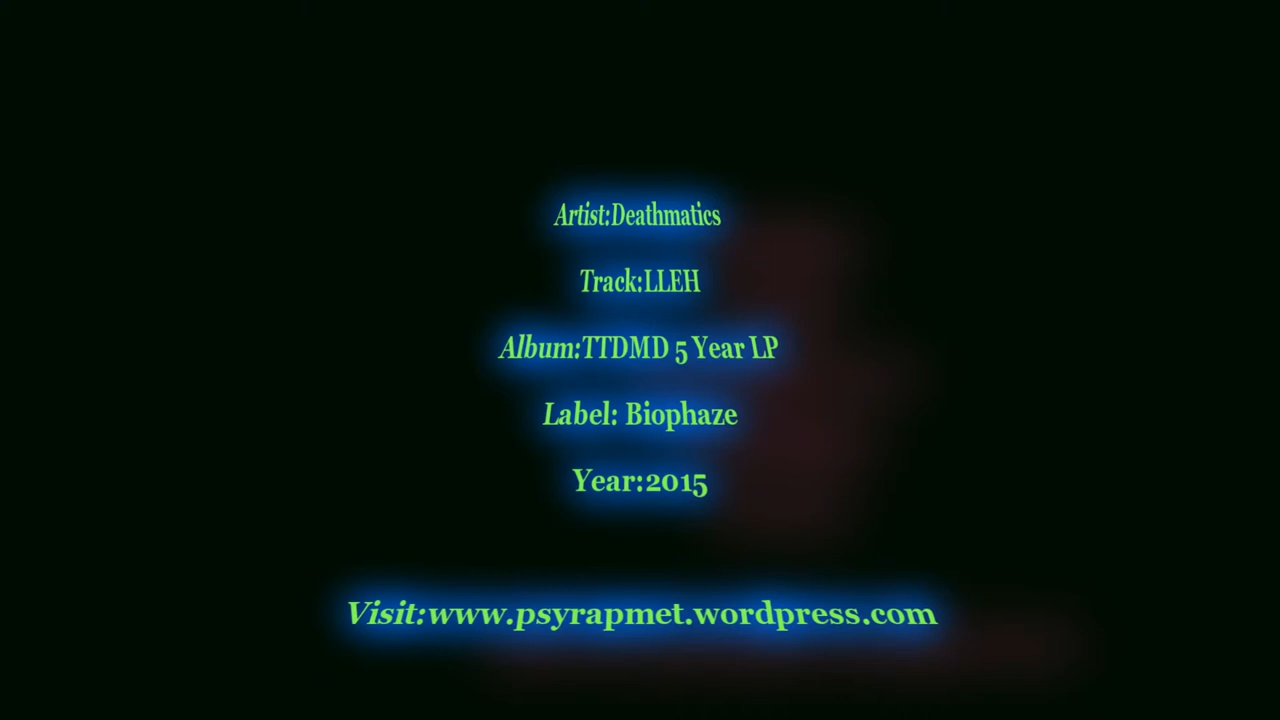 Artist:Deathmatics
Track:LLEH
Album:TTDMD 5 Year LP
Label: Biophaze
Year:2015
Visit:www.psyrapmet.wordpress.com